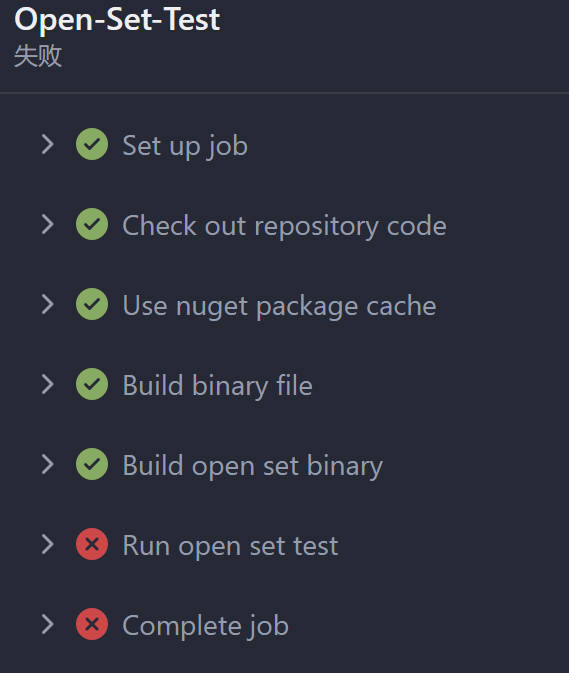 Open-Set-Test
失败
Set up job
Check out repository code
Use nuget package cache
Build binary file
Build open set binary
Run open set test
Complete job